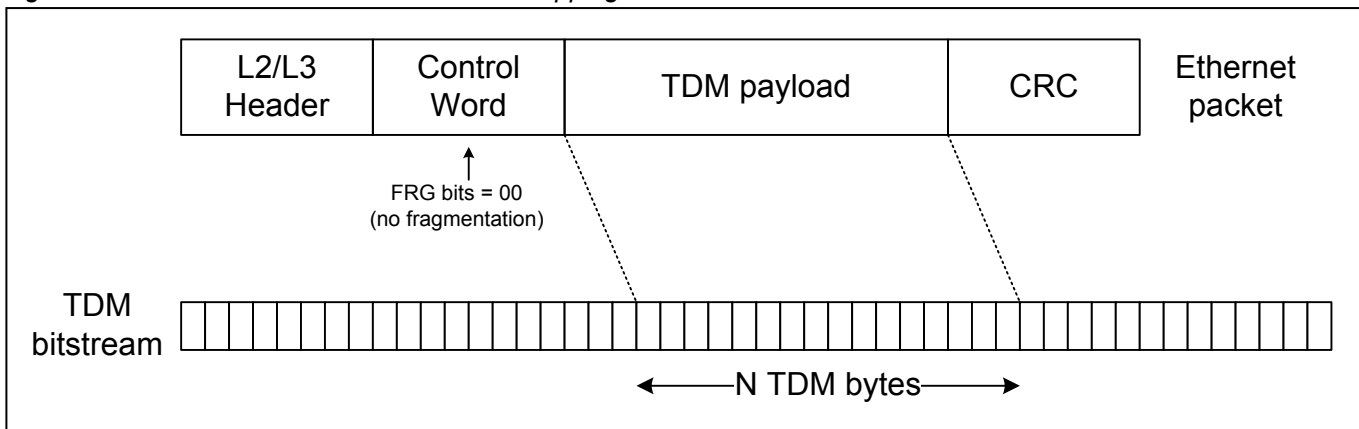 L2/L3
Header
Control
Word
TDM payload
CRC
Ethernet
packet
FRG bits = 00
(no fragmentation)
TDM
bitstream
N TDM bytes